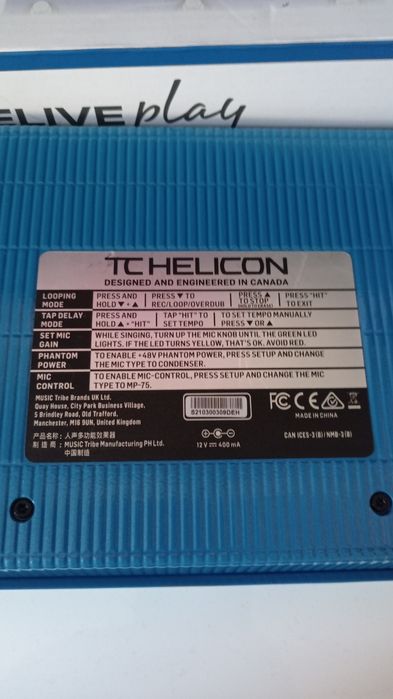 ELIVE play
TC HELICON
DESIGNED AND ENGINEERED IN CANADA
LOOPING MODE
PRESS AND HOLD ▼ + ▲
PRESS ▼ TO REC/LOOP/OVERDUB
PRESS ▲ TO STOP (HOLD TO ERASE)
PRESS "HIT" TO EXIT
TAP DELAY MODE
PRESS AND HOLD ▲ + "HIT"
TAP "HIT" TO SET TEMPO
TO SET TEMPO MANUALLY PRESS ▼ OR ▲
SET MIC GAIN
WHILE SINGING, TURN UP THE MIC KNOB UNTIL THE GREEN LED
LIGHTS. IF THE LED TURNS YELLOW, THAT'S OK. AVOID RED.
PHANTOM POWER
TO ENABLE +48V PHANTOM POWER, PRESS SETUP AND CHANGE
THE MIC TYPE TO CONDENSER.
MIC CONTROL
TO ENABLE MIC-CONTROL, PRESS SETUP AND CHANGE THE MIC
TYPE TO MP-75.
MUSIC Tribe Brands UK Ltd.
Quay House, City Park Business Village,
5 Brindley Road, Old Trafford,
Manchester, M16 9UN, United Kingdom
产品名称：人声多功能效果器
制 造 商：MUSIC Tribe Manufacturing PH Ltd.
中国制造
S210300309DEH
12 V ⎓ 400 mA
FC CE
MADE IN CHINA
CAN ICES-3 (B) / NMB-3 (B)